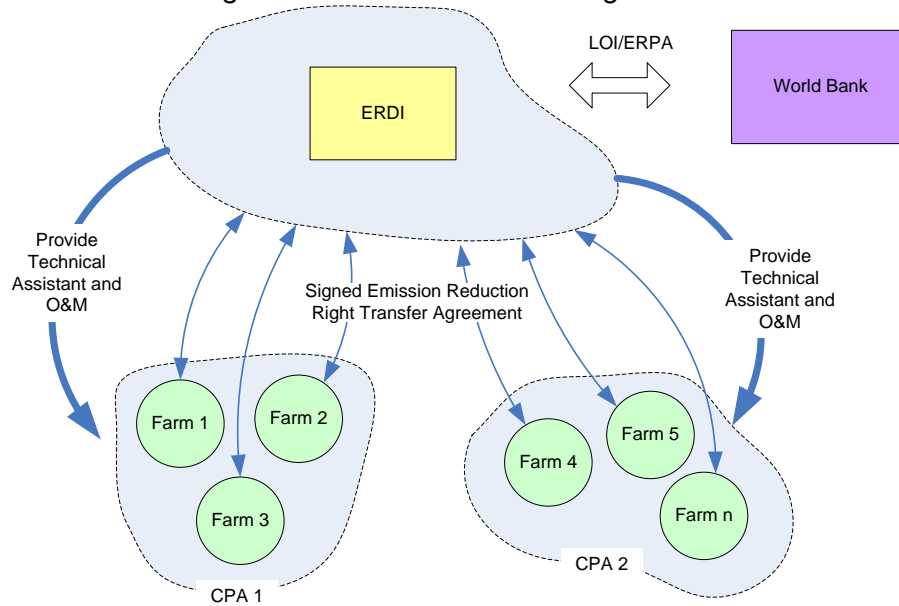 LOI/ERPA
World Bank
ERDI
Provide
Technical
Assistant and
O&M
Signed Emission Reduction
Right Transfer Agreement
Provide
Technical
Assistant and
O&M
Farm 1
Farm 2
Farm 3
Farm 4
Farm 5
Farm n
CPA 1
CPA 2